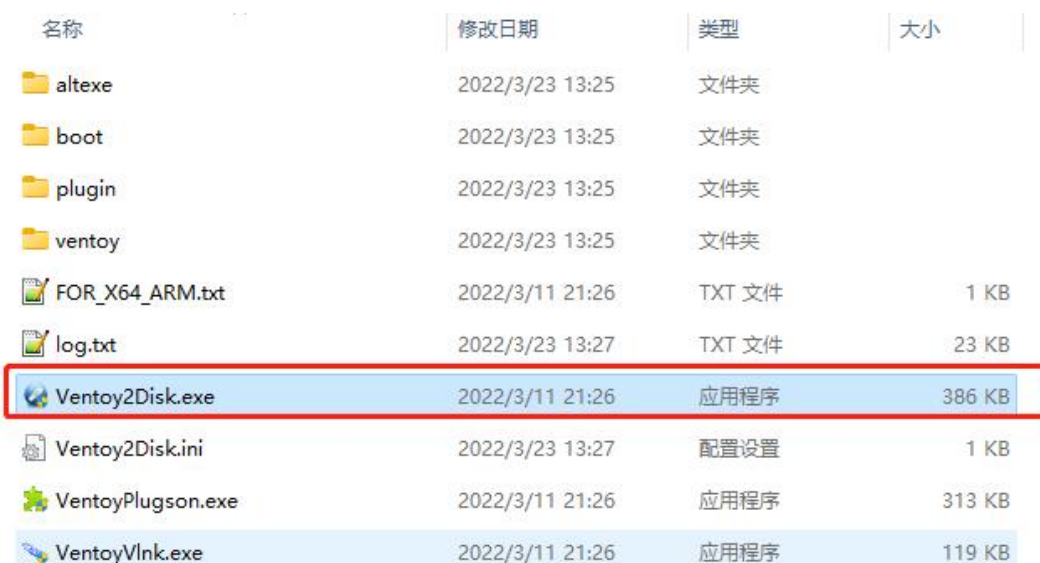 名称 修改日期 类型 大小
altexe 2022/3/23 13:25 文件夹
boot 2022/3/23 13:25 文件夹
plugin 2022/3/23 13:25 文件夹
ventoy 2022/3/23 13:25 文件夹
FOR_X64_ARM.txt 2022/3/11 21:26 TXT 文件 1 KB
log.txt 2022/3/23 13:27 TXT 文件 23 KB
Ventoy2Disk.exe 2022/3/11 21:26 应用程序 386 KB
Ventoy2Disk.ini 2022/3/23 13:27 配置设置 1 KB
VentoyPlugson.exe 2022/3/11 21:26 应用程序 313 KB
VentoyVlnk.exe 2022/3/11 21:26 应用程序 119 KB